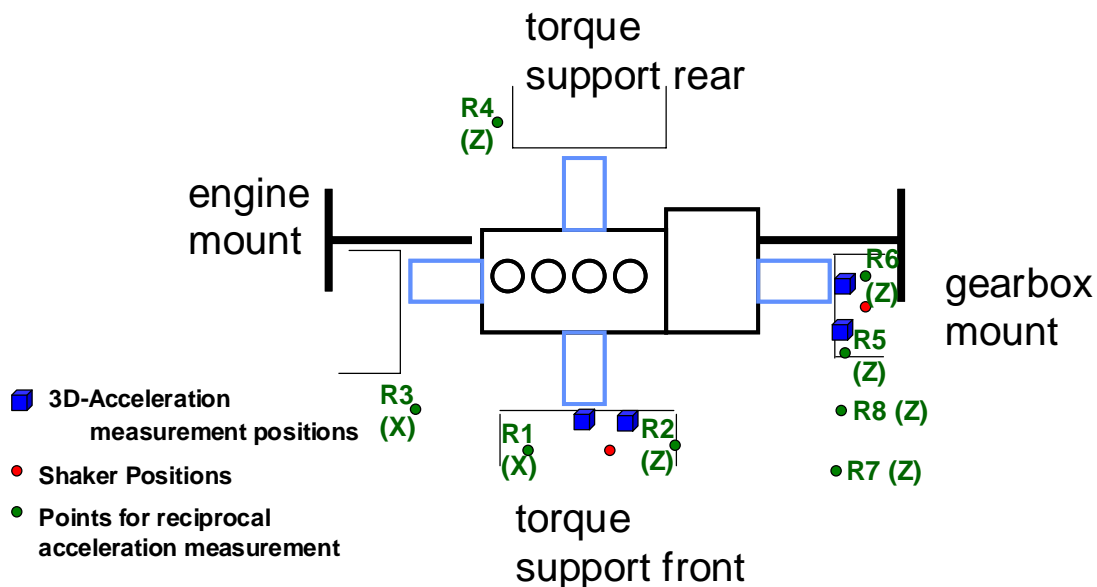 torque
support rear
R4
(Z)
engine
mount
R6
(Z)
gearbox
mount
R5
(Z)
3D-Acceleration
measurement positions
R3
(X)
R8 (Z)
R1
(X)
R2
(Z)
Shaker Positions
R7 (Z)
Points for reciprocal
acceleration measurement
torque
support front